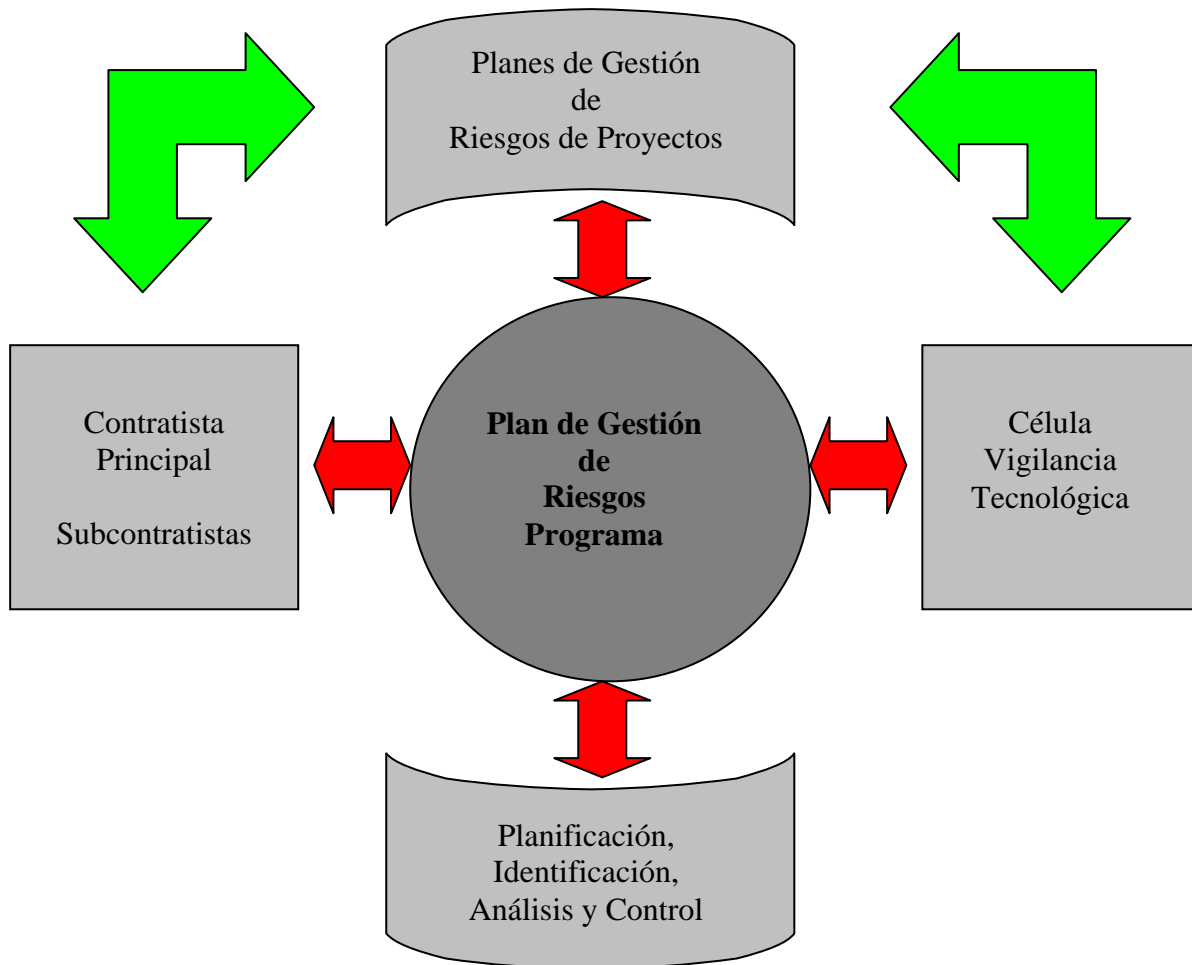 Planes de Gestión
de
Riesgos de Proyectos
Contratista
Principal
Subcontratistas
Plan de Gestión
de
Riesgos
Programa
Célula
Vigilancia
Tecnológica
Planificación,
Identificación,
Análisis y Control